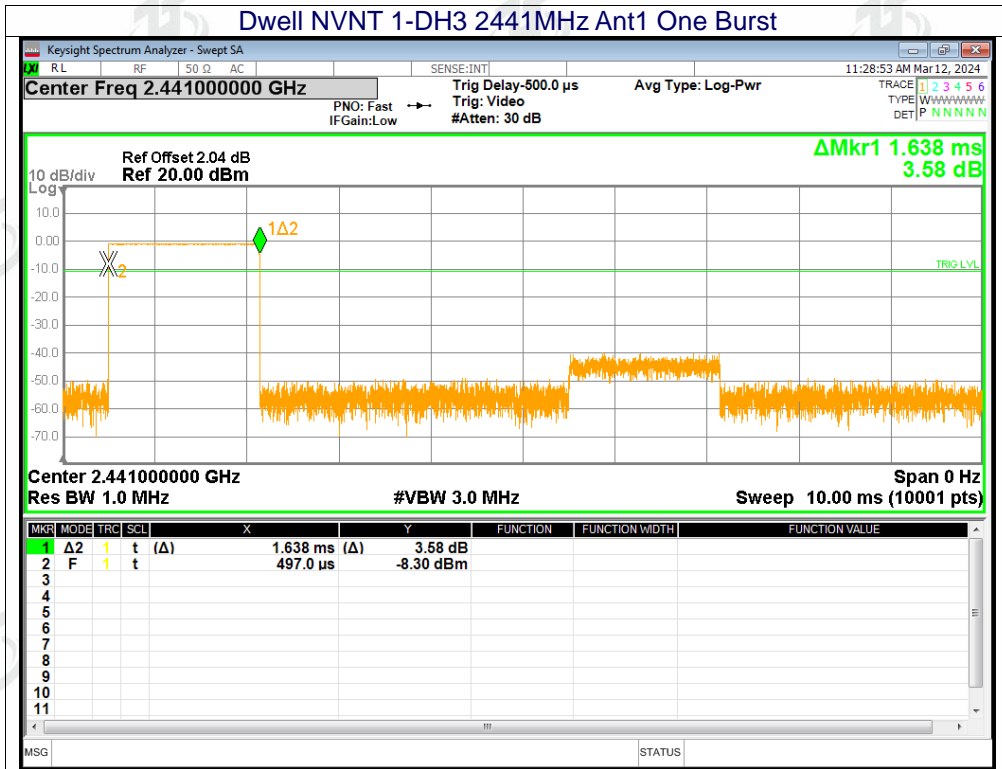 Dwell NVNT 1-DH3 2441MHz Ant1 One Burst
Keysight Spectrum Analyzer - Swept SA
LXI RL RF 50 Ω AC SENSE:INT 11:28:53 AM Mar 12, 2024
Center Freq 2.441000000 GHz Trig Delay-500.0 µs Avg Type: Log-Pwr TRACE 1 2 3 4 5 6
PNO: Fast Trig: Video TYPE WWWWWWW
IFGain:Low #Atten: 30 dB DET P N N N N N
ΔMkr1 1.638 ms
3.58 dB
Ref Offset 2.04 dB
10 dB/div Ref 20.00 dBm
Log
10.0
0.00
-10.0
-20.0
-30.0
-40.0
-50.0
-60.0
-70.0
1Δ2
2
TRIG LVL
Center 2.441000000 GHz Span 0 Hz
Res BW 1.0 MHz #VBW 3.0 MHz Sweep 10.00 ms (10001 pts)
MKR MODE TRC SCL X Y FUNCTION FUNCTION WIDTH FUNCTION VALUE
1 Δ2 1 t (Δ) 1.638 ms (Δ) 3.58 dB
2 F 1 t 497.0 µs -8.30 dBm
3
4
5
6
7
8
9
10
11
MSG STATUS